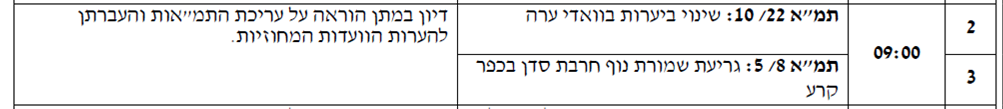 2
09:00
תמ״א 22/ 10: שינוי ביערות בוואדי ערה
דיון במתן הוראה על עריכת התמ״אות והעברתן
להערות הוועדות המחוזיות.
3
תמ״א 8/ 5: גריעת שמורת נוף חרבת סדן בכפר
קרע